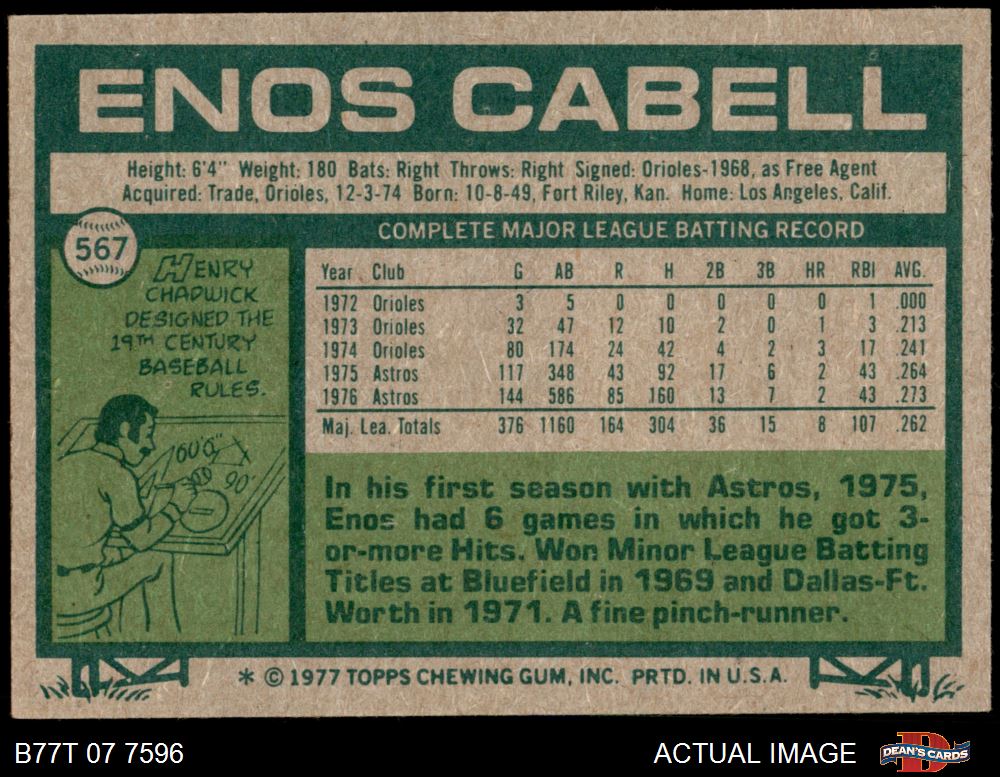 ENOS CABELL
Height: 6'4" Weight: 180 Bats: Right Throws: Right Signed: Orioles-1968, as Free Agent
Acquired: Trade, Orioles, 12-3-74 Born: 10-8-49, Fort Riley, Kan. Home: Los Angeles, Calif.
567
HENRY
CHADWICK
DESIGNED THE
19TH CENTURY
BASEBALL
RULES.
60'6"
90'
COMPLETE MAJOR LEAGUE BATTING RECORD
Year Club G AB R H 2B 3B HR RBI AVG.
1972 Orioles 3 5 0 0 0 0 0 1 .000
1973 Orioles 32 47 12 10 2 0 1 3 .213
1974 Orioles 80 174 24 42 4 2 3 17 .241
1975 Astros 117 348 43 92 17 6 2 43 .264
1976 Astros 144 586 85 160 13 7 2 43 .273
Maj. Lea. Totals 376 1160 164 304 36 15 8 107 .262
In his first season with Astros, 1975,
Enos had 6 games in which he got 3-
or-more Hits. Won Minor League Batting
Titles at Bluefield in 1969 and Dallas-Ft.
Worth in 1971. A fine pinch-runner.
* © 1977 TOPPS CHEWING GUM, INC. PRTD. IN U.S.A.
B77T 07 7596
ACTUAL IMAGE
D
DEAN'S CARDS